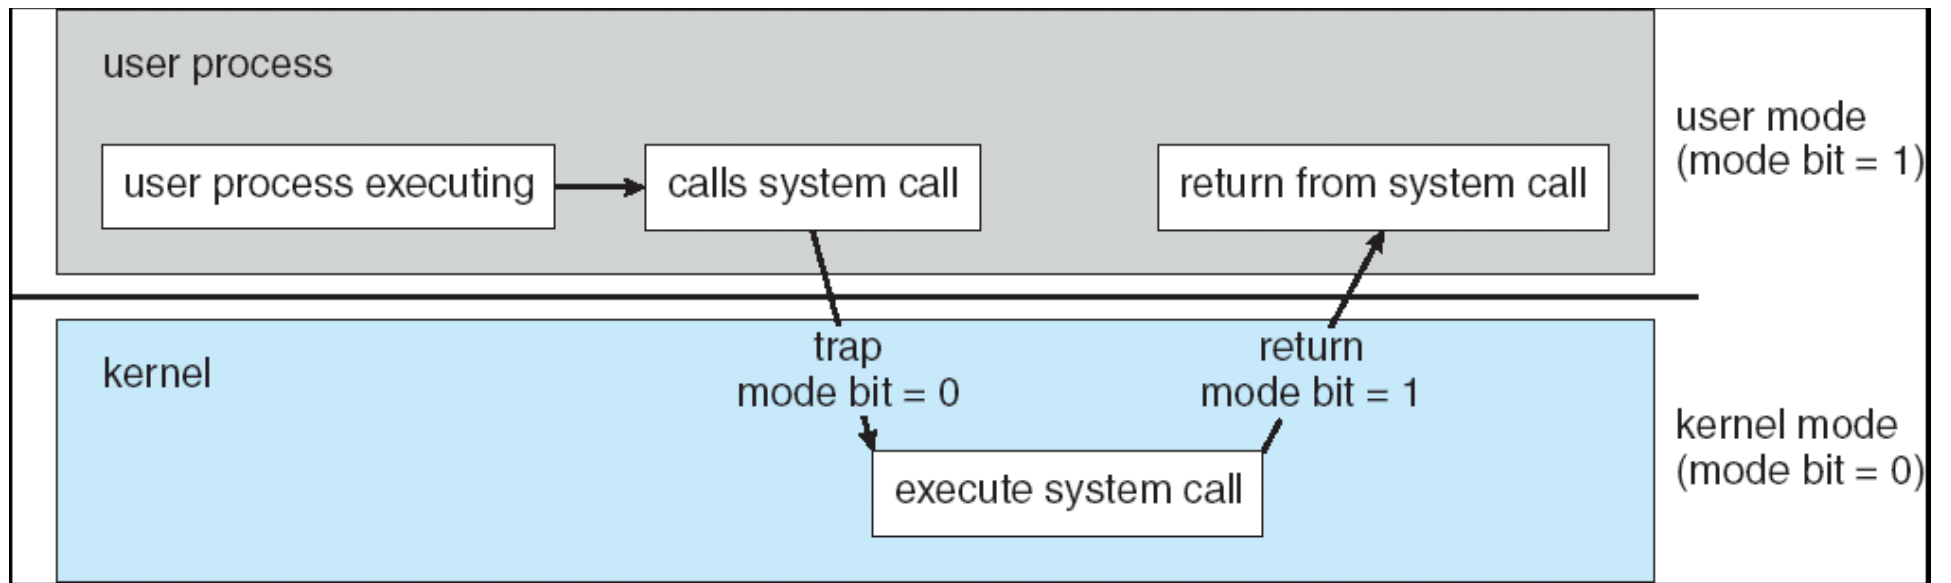 user process
user process executing
calls system call
return from system call
user mode
(mode bit = 1)
kernel
trap
mode bit = 0
return
mode bit = 1
execute system call
kernel mode
(mode bit = 0)